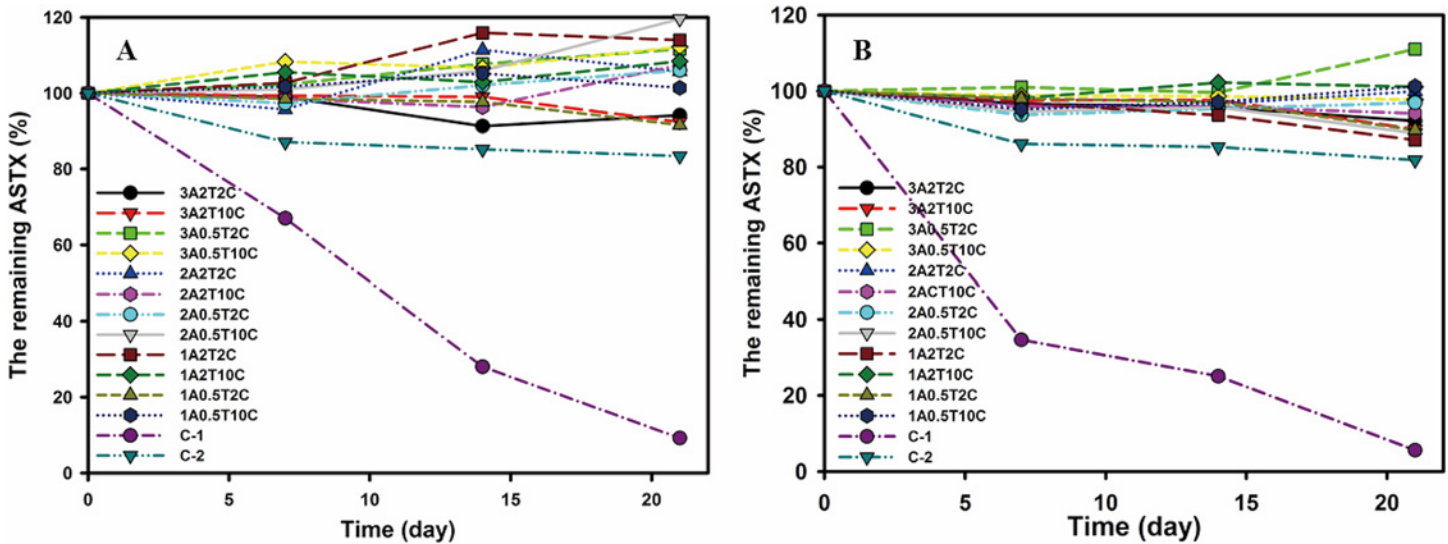 A
The remaining ASTX (%)
120
100
80
60
40
20
0
3A2T2C
3A2T10C
3A0.5T2C
3A0.5T10C
2A2T2C
2A2T10C
2A0.5T2C
2A0.5T10C
1A2T2C
1A2T10C
1A0.5T2C
1A0.5T10C
C-1
C-2
0 5 10 15 20
Time (day)
B
The remaining ASTX (%)
120
100
80
60
40
20
0
3A2T2C
3A2T10C
3A0.5T2C
3A0.5T10C
2A2T2C
2ACT10C
2A0.5T2C
2A0.5T10C
1A2T2C
1A2T10C
1A0.5T2C
1A0.5T10C
C-1
C-2
0 5 10 15 20
Time (day)